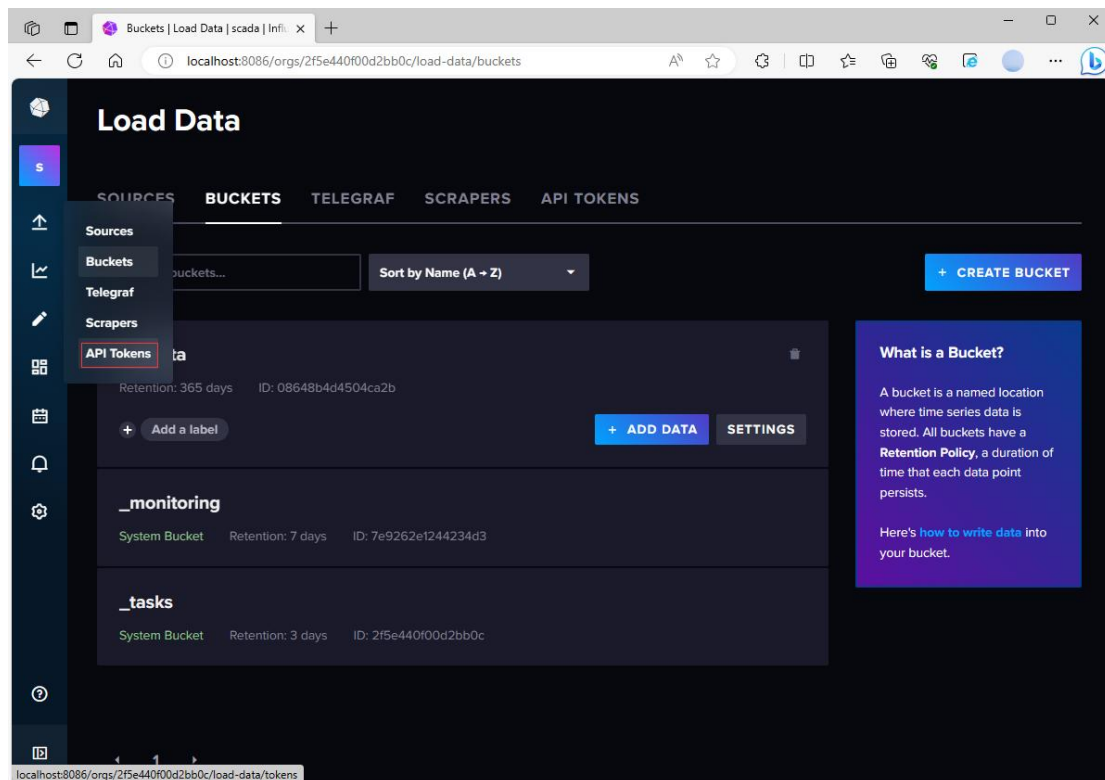 Buckets | Load Data | scada | Infl
localhost:8086/orgs/2f5e440f00d2bb0c/load-data/buckets
Load Data
s
SOURCES BUCKETS TELEGRAF SCRAPERS API TOKENS
Sources
Buckets
Telegraf
Scrapers
API Tokens
buckets...
Sort by Name (A → Z)
+ CREATE BUCKET
ta
Retention: 365 days ID: 08648b4d4504ca2b
+ Add a label
+ ADD DATA SETTINGS
_monitoring
System Bucket Retention: 7 days ID: 7e9262e1244234d3
_tasks
System Bucket Retention: 3 days ID: 2f5e440f00d2bb0c
What is a Bucket?
A bucket is a named location
where time series data is
stored. All buckets have a
Retention Policy, a duration of
time that each data point
persists.
Here's how to write data into
your bucket.
1
localhost:8086/orgs/2f5e440f00d2bb0c/load-data/tokens